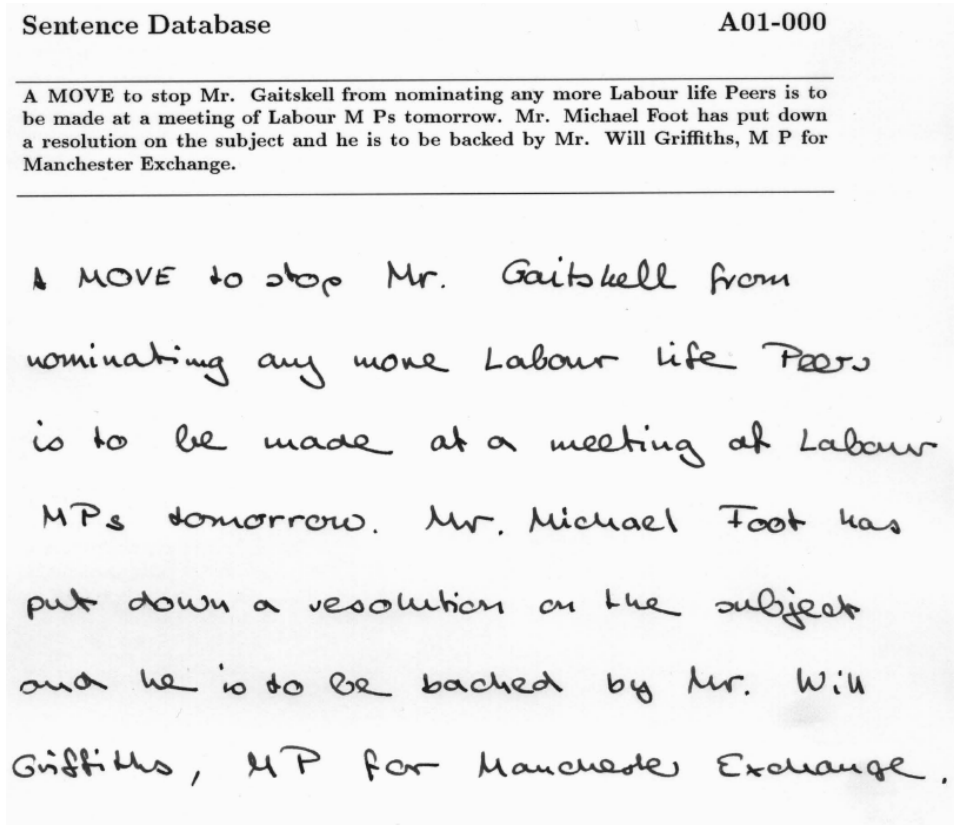 Sentence Database A01-000
A MOVE to stop Mr. Gaitskell from nominating any more Labour life Peers is to
be made at a meeting of Labour M Ps tomorrow. Mr. Michael Foot has put down
a resolution on the subject and he is to be backed by Mr. Will Griffiths, M P for
Manchester Exchange.
A MOVE to stop Mr. Gaitskell from
nominating any more Labour life Peers
is to be made at a meeting of Labour
MPs tomorrow. Mr. Michael Foot has
put down a resolution on the subject
and he is to be backed by Mr. Will
Griffiths, MP for Manchester Exchange.